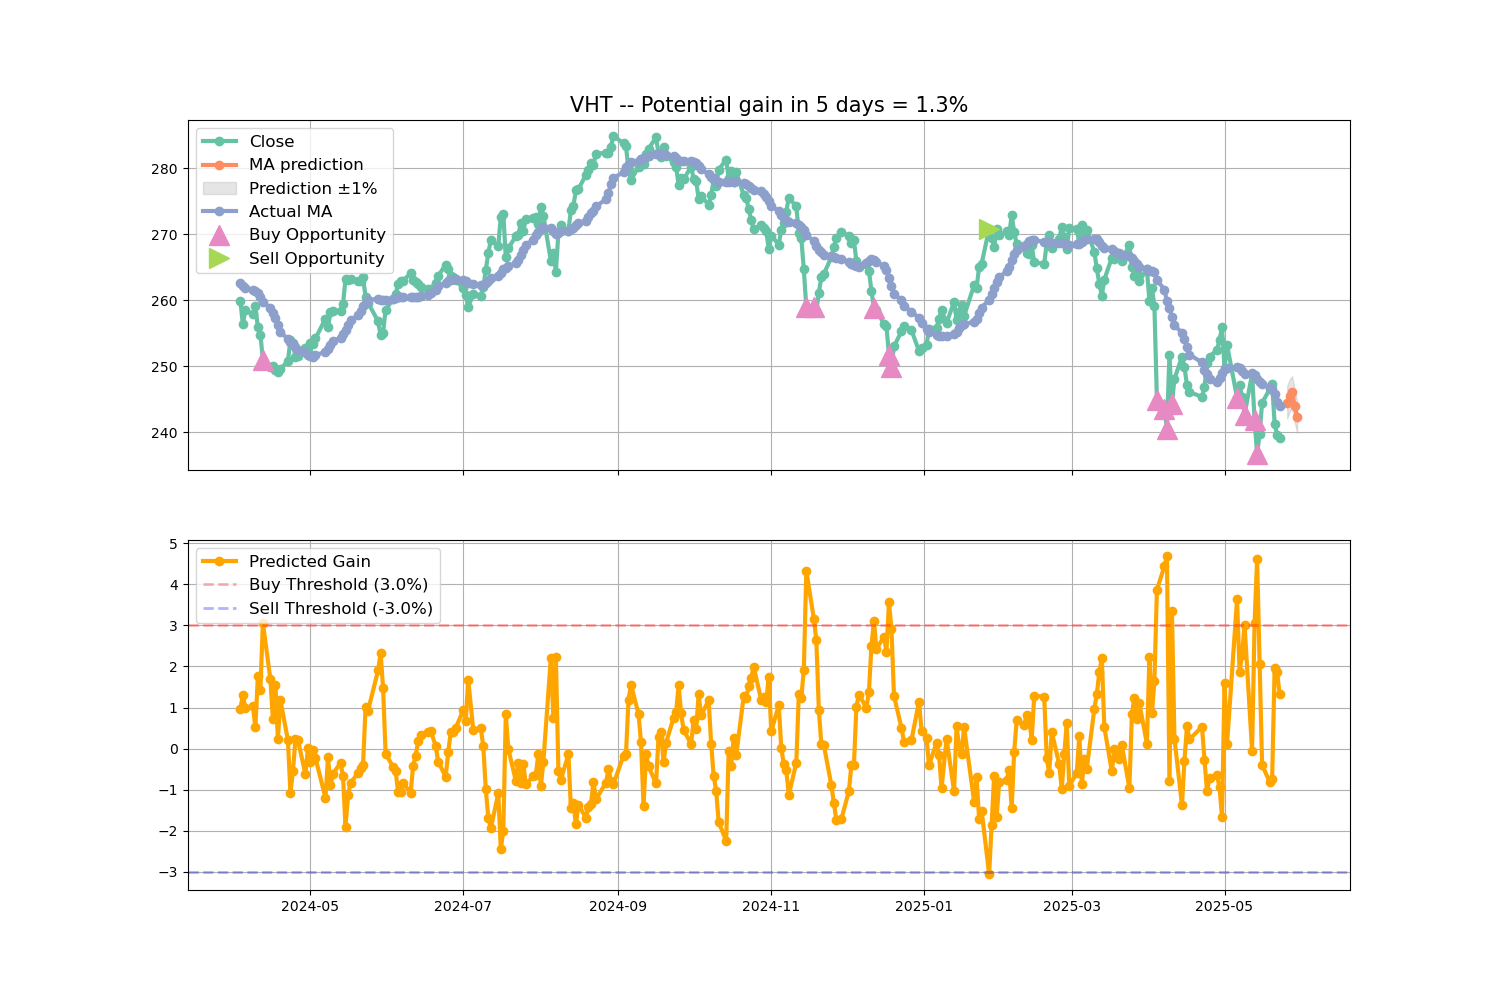 VHT -- Potential gain in 5 days = 1.3%
Close
MA prediction
Prediction ±1%
Actual MA
Buy Opportunity
Sell Opportunity
280
270
260
250
240
Predicted Gain
Buy Threshold (3.0%)
Sell Threshold (-3.0%)
5
4
3
2
1
0
−1
−2
−3
2024-05
2024-07
2024-09
2024-11
2025-01
2025-03
2025-05